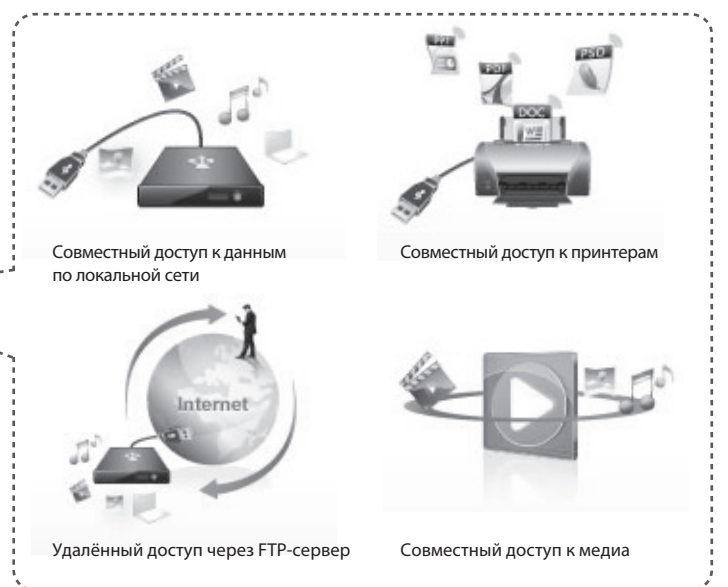 PPT
PDF
PSD
DOC
W
Совместный доступ к данным
по локальной сети
Совместный доступ к принтерам
Internet
Удалённый доступ через FTP-сервер
Совместный доступ к медиа